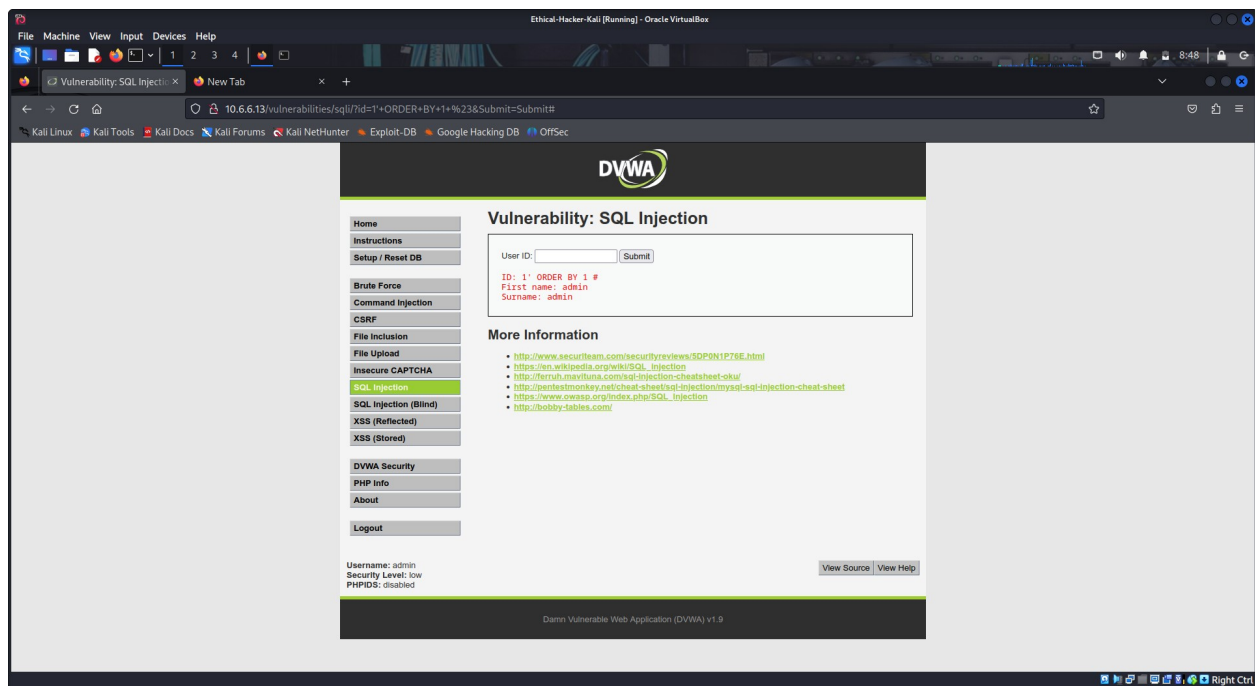 Ethical-Hacker-Kali [Running] - Oracle VirtualBox
File Machine View Input Devices Help
1 2 3 4
8:48
Vulnerability: SQL Injectio
New Tab
10.6.6.13/vulnerabilities/sqli/?id=1'+ORDER+BY+1+%23&Submit=Submit#
Kali Linux Kali Tools Kali Docs Kali Forums Kali NetHunter Exploit-DB Google Hacking DB OffSec
DVWA
Home
Instructions
Setup / Reset DB
Brute Force
Command Injection
CSRF
File Inclusion
File Upload
Insecure CAPTCHA
SQL Injection
SQL Injection (Blind)
XSS (Reflected)
XSS (Stored)
DVWA Security
PHP Info
About
Logout
Vulnerability: SQL Injection
User ID: Submit
ID: 1' ORDER BY 1 #
First name: admin
Surname: admin
More Information
http://www.securiteam.com/securityreviews/5DP0N1P76E.html
https://en.wikipedia.org/wiki/SQL_injection
http://ferruh.mavituna.com/sql-injection-cheatsheet-oku/
http://pentestmonkey.net/cheat-sheet/sql-injection/mysql-sql-injection-cheat-sheet
https://www.owasp.org/index.php/SQL_Injection
http://bobby-tables.com/
Username: admin
Security Level: low
PHPIDS: disabled
View Source View Help
Damn Vulnerable Web Application (DVWA) v1.9
Right Ctrl